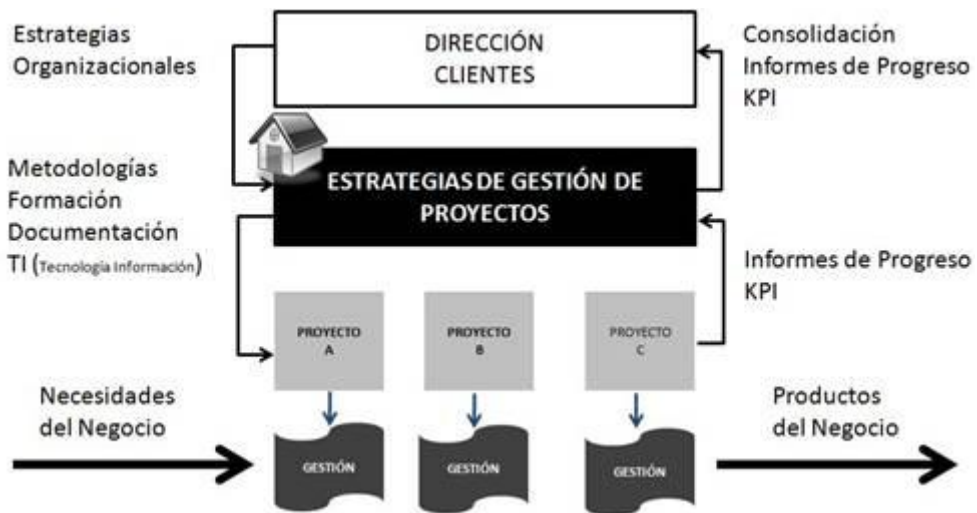 Estrategias
Organizacionales
DIRECCIÓN
CLIENTES
Consolidación
Informes de Progreso
KPI
Metodologías
Formación
Documentación
TI (Tecnología Información)
ESTRATEGIAS DE GESTIÓN DE
PROYECTOS
Informes de Progreso
KPI
PROYECTO
A
PROYECTO
B
PROYECTO
C
Necesidades
del Negocio
GESTIÓN
GESTIÓN
GESTIÓN
Productos
del Negocio